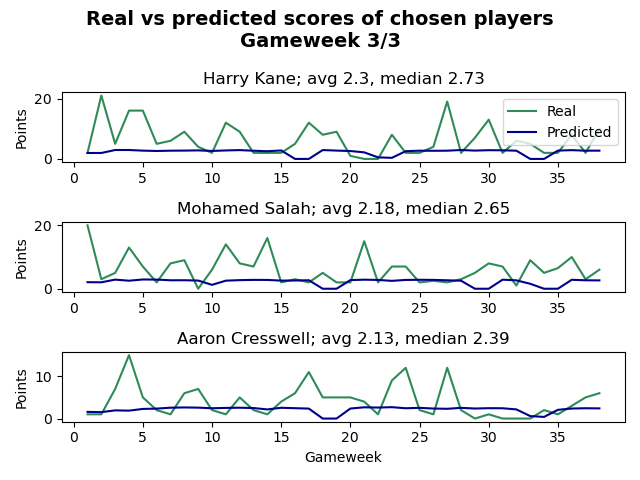 Real vs predicted scores of chosen players
Gameweek 3/3
Harry Kane; avg 2.3, median 2.73
Points
20
0
Real
Predicted
0 5 10 15 20 25 30 35
Mohamed Salah; avg 2.18, median 2.65
Points
20
0
0 5 10 15 20 25 30 35
Aaron Cresswell; avg 2.13, median 2.39
Points
10
0
0 5 10 15 20 25 30 35
Gameweek